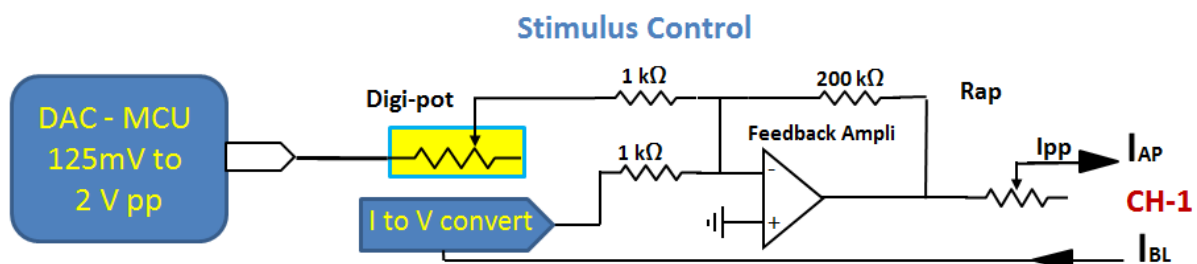 Stimulus Control
DAC - MCU
125mV to
2 V pp
Digi-pot
1 kΩ
200 kΩ
Rap
1 kΩ
Feedback Ampli
-
+
I to V convert
Ipp
IAP
CH-1
IBL